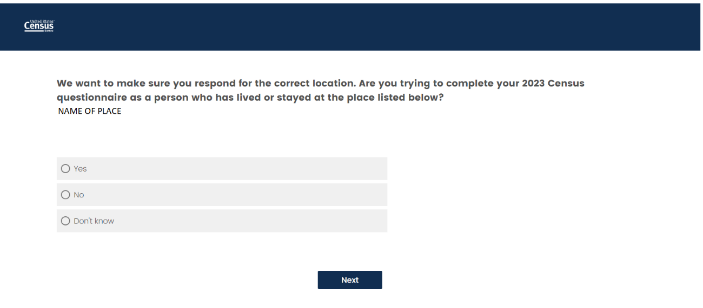 United States
Census
We want to make sure you respond for the correct location. Are you trying to complete your 2023 Census
questionnaire as a person who has lived or stayed at the place listed below?
NAME OF PLACE
Yes
No
Don't know
Next